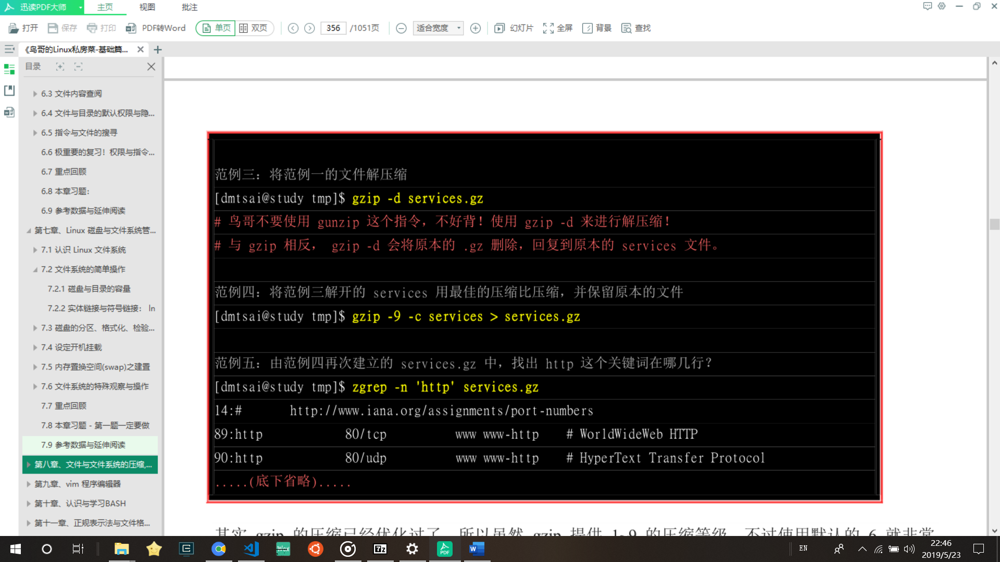 迅读PDF大师 主页 视图 批注
打开 保存 打印 PDF转Word 单页 双页 356 /1051页 适合宽度 幻灯片 全屏 背景 查找
《鸟哥的Linux私房菜-基础篇...
目录
6.3 文件内容查阅
6.4 文件与目录的默认权限与隐...
6.5 指令与文件的搜寻
6.6 极重要的复习！权限与指令...
6.7 重点回顾
6.8 本章习题：
6.9 参考数据与延伸阅读
第七章、Linux 磁盘与文件系统管...
7.1 认识 Linux 文件系统
7.2 文件系统的简单操作
7.2.1 磁盘与目录的容量
7.2.2 实体链接与符号链接： ln
7.3 磁盘的分区、格式化、检验...
7.4 设定开机挂载
7.5 内存置换空间(swap)之建置
7.6 文件系统的特殊观察与操作
7.7 重点回顾
7.8 本章习题 - 第一题一定要做
7.9 参考数据与延伸阅读
第八章、文件与文件系统的压缩,...
第九章、vim 程序编辑器
第十章、认识与学习BASH
第十一章、正规表示法与文件格...
范例三：将范例一的文件解压缩
[dmtsai@study tmp]$ gzip -d services.gz
# 鸟哥不要使用 gunzip 这个指令，不好背！使用 gzip -d 来进行解压缩！
# 与 gzip 相反， gzip -d 会将原本的 .gz 删除，回复到原本的 services 文件。
范例四：将范例三解开的 services 用最佳的压缩比压缩，并保留原本的文件
[dmtsai@study tmp]$ gzip -9 -c services > services.gz
范例五：由范例四再次建立的 services.gz 中，找出 http 这个关键词在哪几行？
[dmtsai@study tmp]$ zgrep -n 'http' services.gz
14:# http://www.iana.org/assignments/port-numbers
89:http 80/tcp www www-http # WorldWideWeb HTTP
90:http 80/udp www www-http # HyperText Transfer Protocol
.....(底下省略).....
其实 gzip 的压缩已经优化过了，所以虽然 gzip 提供 1~9 的压缩等级，不过使用默认的 6 就非常
Wox
7z
PDF
EN
22:46
2019/5/23